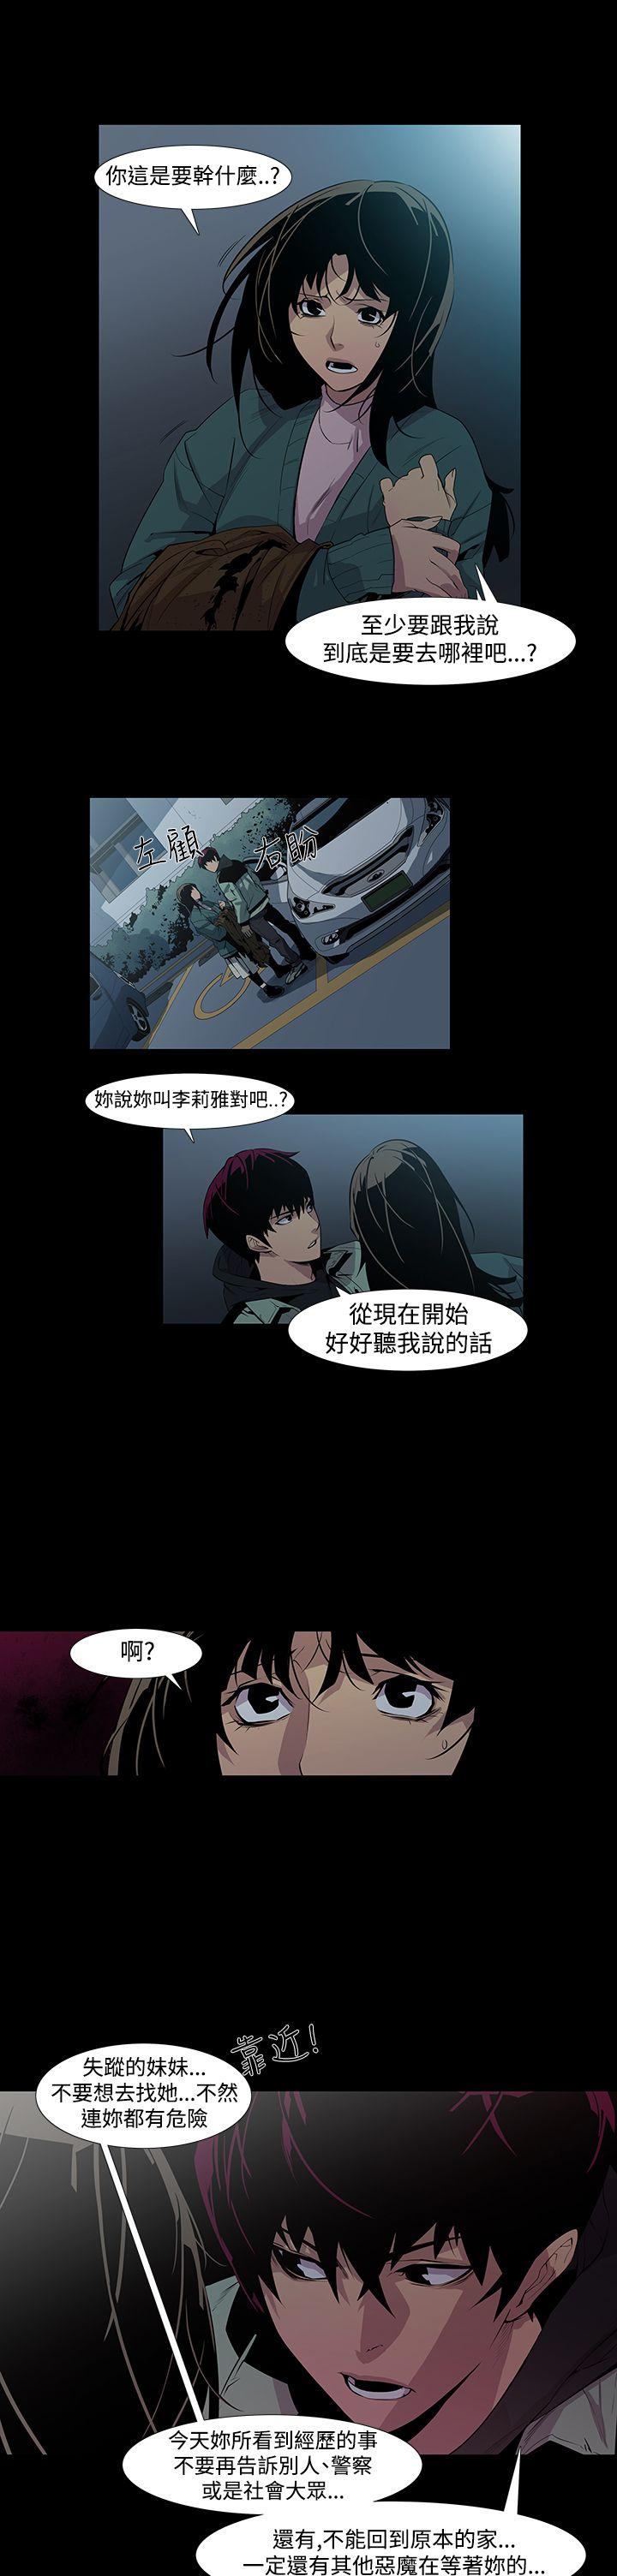 你這是要幹什麼..?
至少要跟我說
到底是要去哪裡吧...?
左顧
右盼
妳說妳叫李莉雅對吧..?
從現在開始
好好聽我說的話
啊?
靠近!
失蹤的妹妹...
不要想去找她...不然
連妳都有危險
今天妳所看到經歷的事
不要再告訴別人、警察
或是社會大眾...
還有,不能回到原本的家...
一定還有其他惡魔在等著妳的...